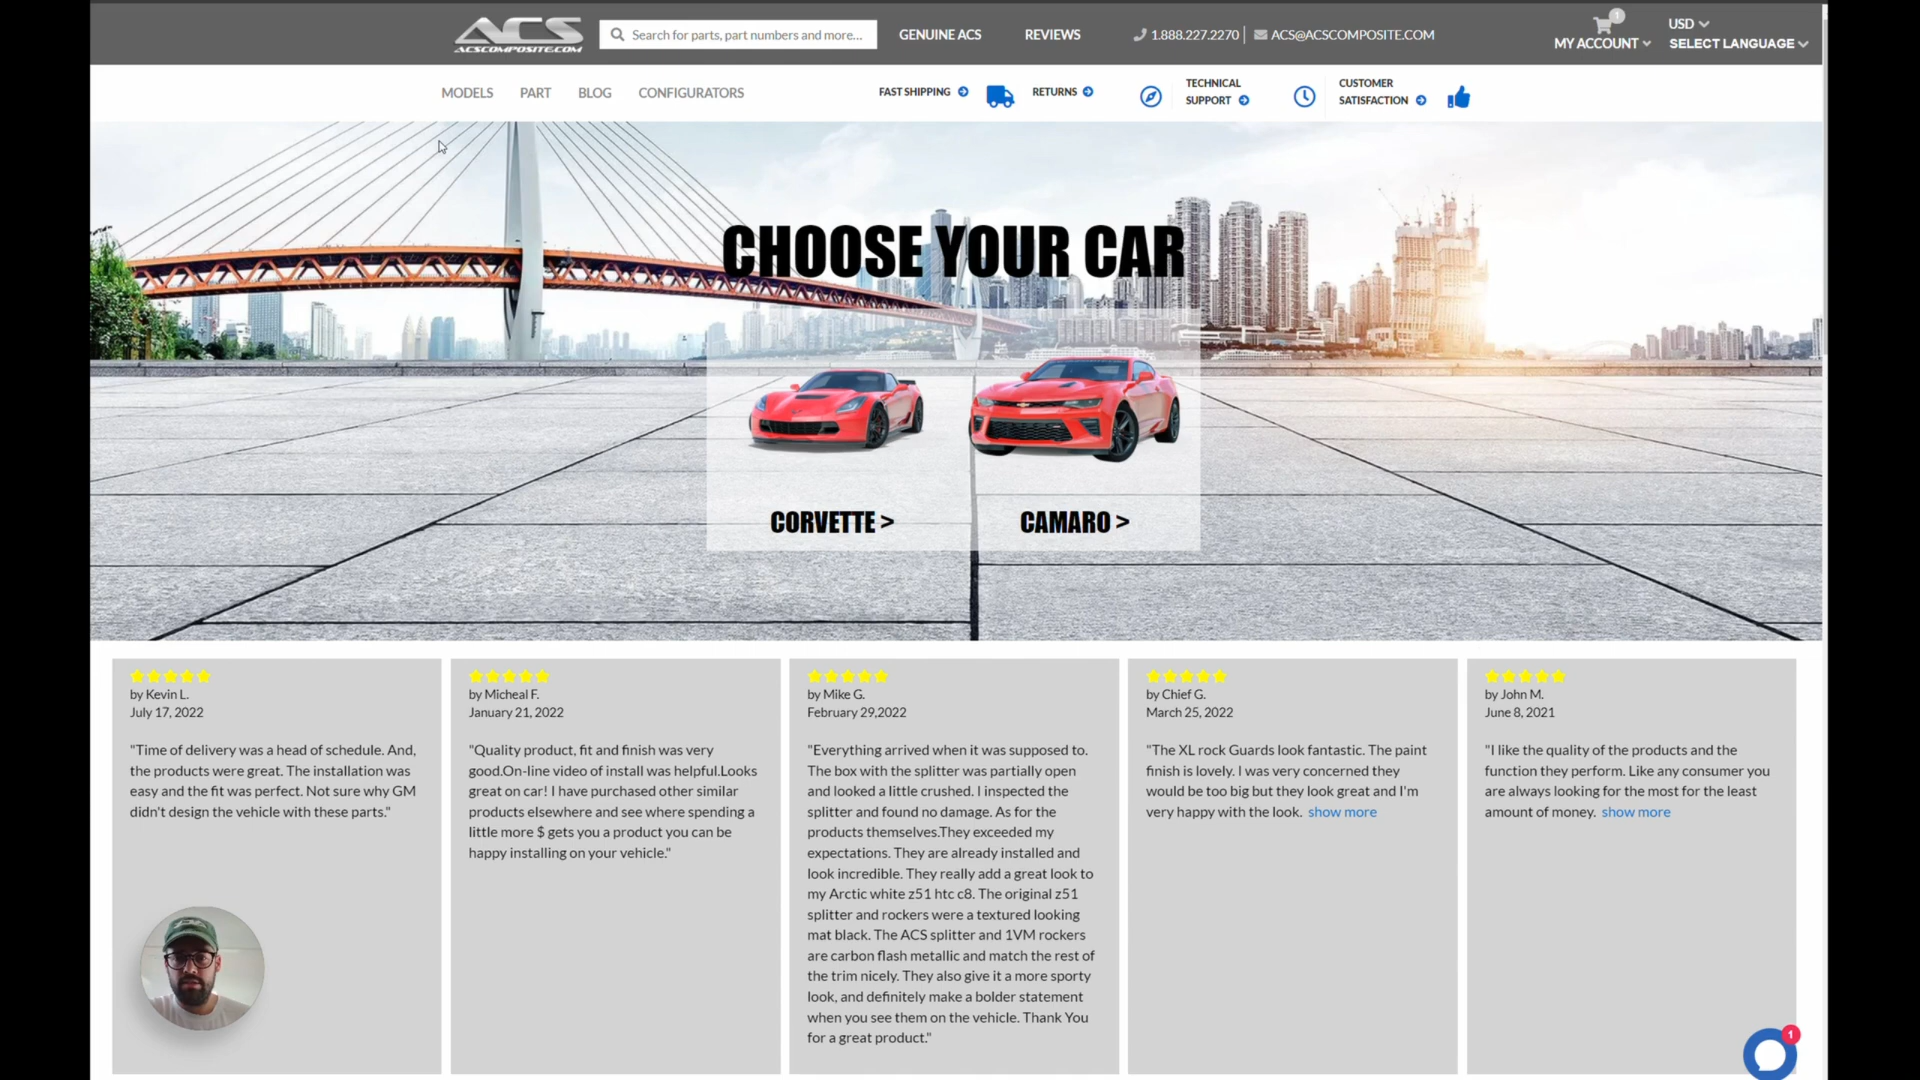 ACS
ACSCOMPOSITE.COM
Search for parts, part numbers and more...
GENUINE ACS
REVIEWS
1.888.227.2270
ACS@ACSCOMPOSITE.COM
1
MY ACCOUNT
USD
SELECT LANGUAGE
MODELS
PART
BLOG
CONFIGURATORS
FAST SHIPPING
RETURNS
TECHNICAL
SUPPORT
CUSTOMER
SATISFACTION
CHOOSE YOUR CAR
CORVETTE >
CAMARO >
by Kevin L.
July 17, 2022
"Time of delivery was a head of schedule. And,
the products were great. The installation was
easy and the fit was perfect. Not sure why GM
didn't design the vehicle with these parts."
by Micheal F.
January 21, 2022
"Quality product, fit and finish was very
good.On-line video of install was helpful.Looks
great on car! I have purchased other similar
products elsewhere and see where spending a
little more $ gets you a product you can be
happy installing on your vehicle."
by Mike G.
February 29,2022
"Everything arrived when it was supposed to.
The box with the splitter was partially open
and looked a little crushed. I inspected the
splitter and found no damage. As for the
products themselves.They exceeded my
expectations. They are already installed and
look incredible. They really add a great look to
my Arctic white z51 htc c8. The original z51
splitter and rockers were a textured looking
mat black. The ACS splitter and 1VM rockers
are carbon flash metallic and match the rest of
the trim nicely. They also give it a more sporty
look, and definitely make a bolder statement
when you see them on the vehicle. Thank You
for a great product."
by Chief G.
March 25, 2022
"The XL rock Guards look fantastic. The paint
finish is lovely. I was very concerned they
would be too big but they look great and I'm
very happy with the look. show more
by John M.
June 8, 2021
"I like the quality of the products and the
function they perform. Like any consumer you
are always looking for the most for the least
amount of money. show more
1